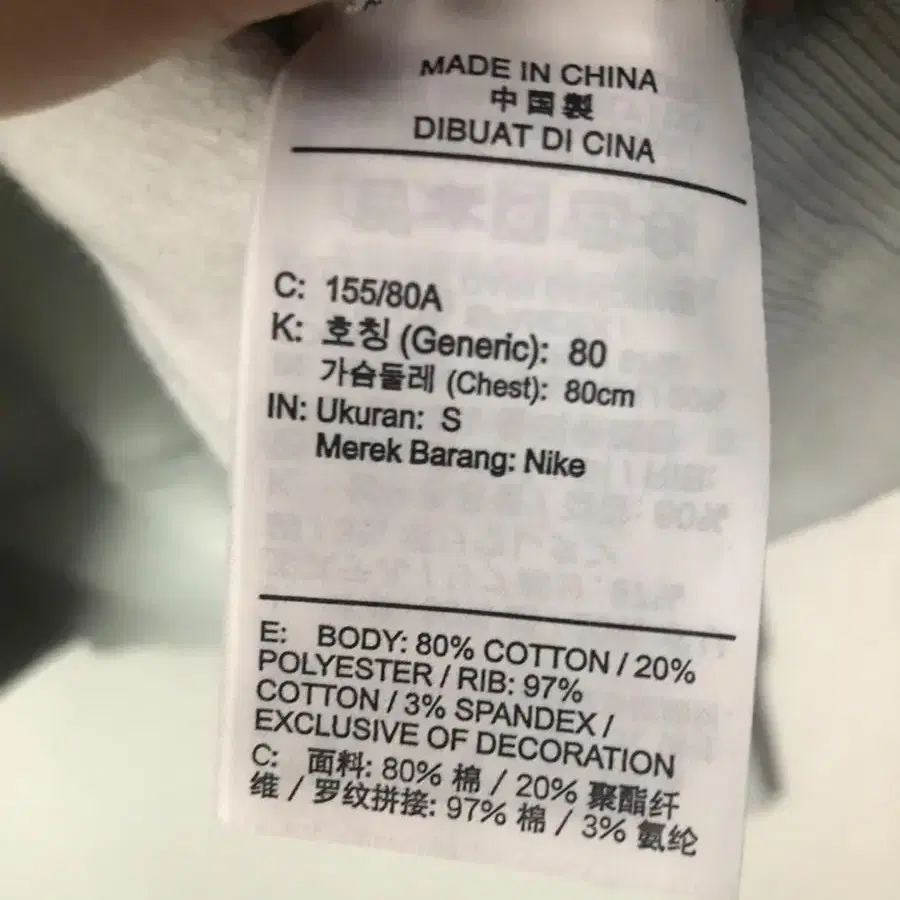 MADE IN CHINA
中国製
DIBUAT DI CINA
C: 155/80A
K: 호칭 (Generic): 80
가슴둘레 (Chest): 80cm
IN: Ukuran: S
Merek Barang: Nike
E: BODY: 80% COTTON / 20%
POLYESTER / RIB: 97%
COTTON / 3% SPANDEX /
EXCLUSIVE OF DECORATION
C: 面料: 80% 棉 / 20% 聚酯纤
维 / 罗纹拼接: 97% 棉 / 3% 氨纶